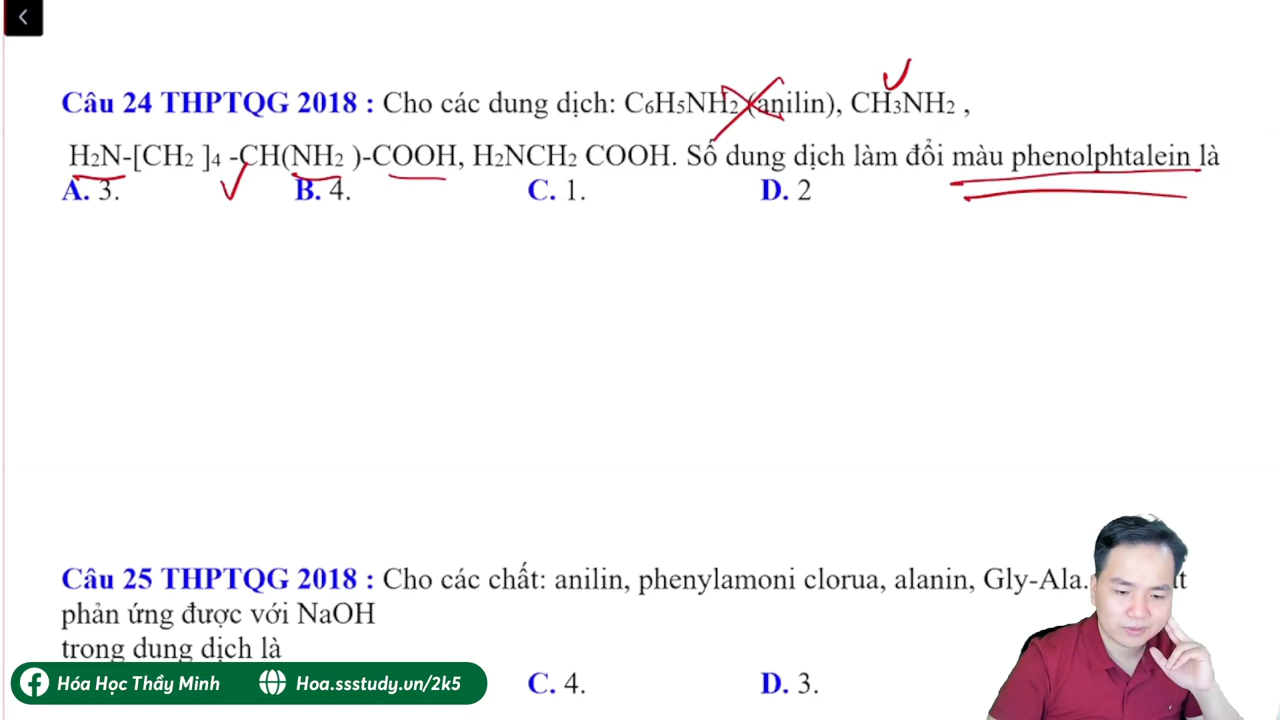 Câu 24 THPTQG 2018 : Cho các dung dịch: C₆H₅NH₂ (anilin), CH₃NH₂ ,
H₂N-[CH₂ ]₄ -CH(NH₂ )-COOH, H₂NCH₂ COOH. Số dung dịch làm đổi màu phenolphtalein là
A. 3. B. 4. C. 1. D. 2
Câu 25 THPTQG 2018 : Cho các chất: anilin, phenylamoni clorua, alanin, Gly-Ala.
phản ứng được với NaOH
trong dung dịch là
C. 4. D. 3.
Hóa Học Thầy Minh Hoa.ssstudy.vn/2k5